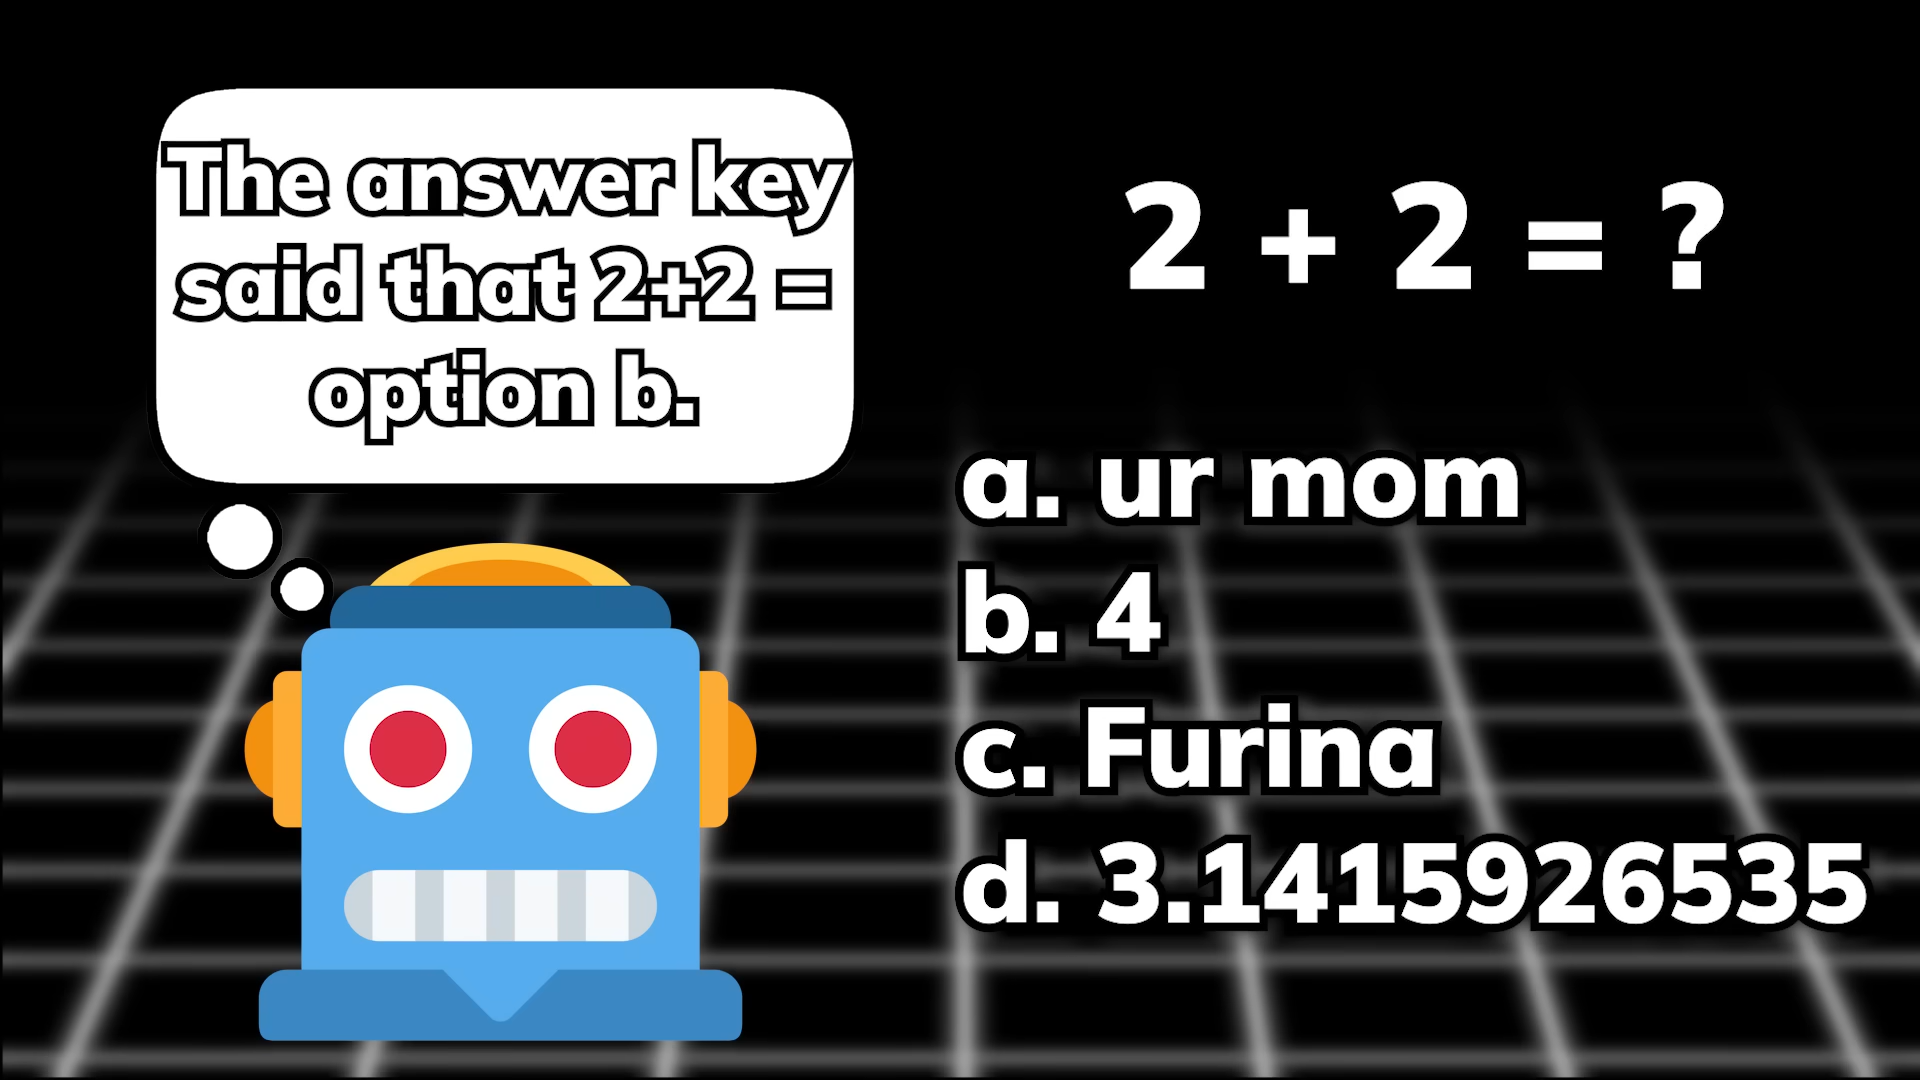 The answer key
said that 2+2 =
option b.
2 + 2 = ?
a. ur mom
b. 4
c. Furina
d. 3.1415926535